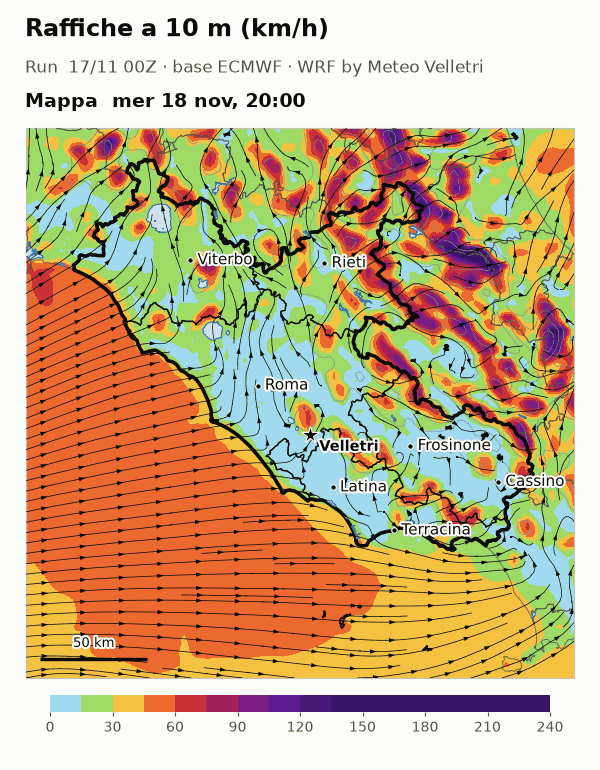 Raffiche a 10 m (km/h)
Run  17/11 00Z · base ECMWF · WRF by Meteo Velletri
Mappa  mer 18 nov, 20:00
Viterbo
Rieti
Roma
Velletri
Frosinone
Cassino
Latina
Terracina
50 km
0 30 60 90 120 150 180 210 240